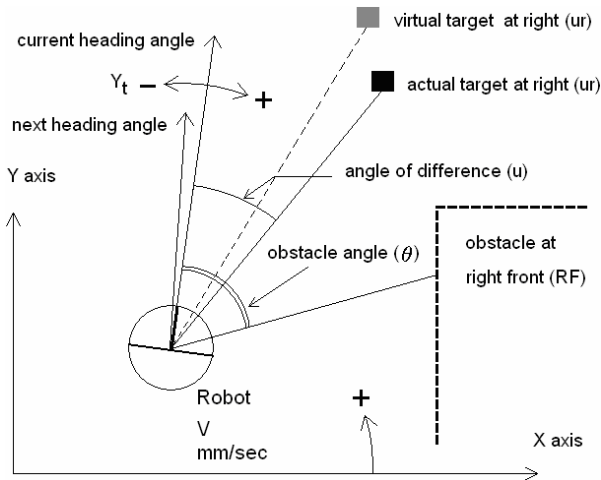 virtual target at right (ur)
current heading angle
Yt − +
actual target at right (ur)
next heading angle
Y axis
angle of difference (u)
obstacle angle (θ)
obstacle at
right front (RF)
Robot
V
mm/sec
+
X axis